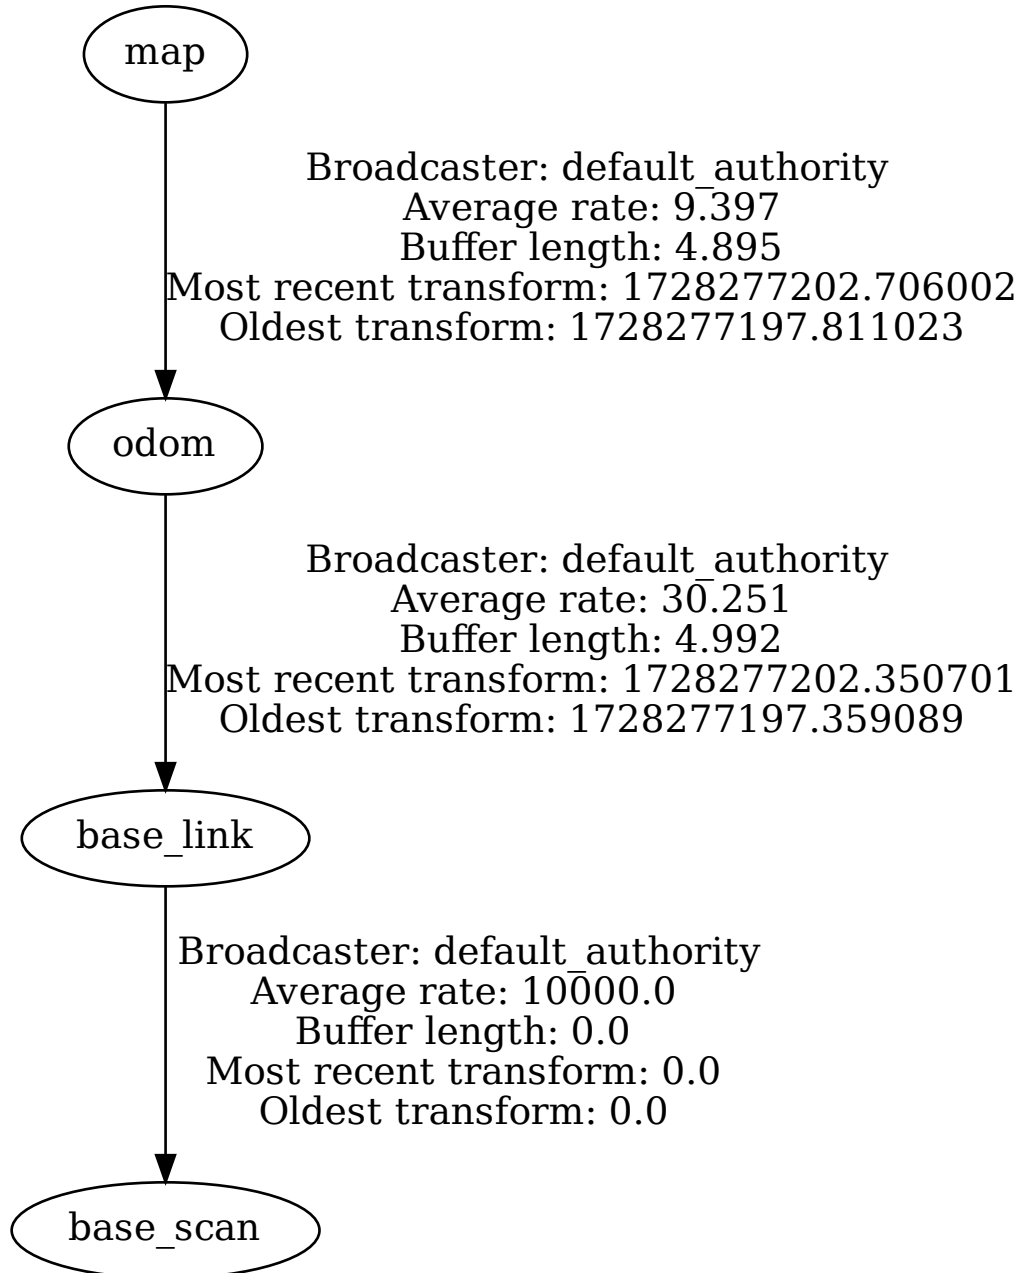 map
Broadcaster: default_authority
Average rate: 9.397
Buffer length: 4.895
Most recent transform: 1728277202.706002
Oldest transform: 1728277197.811023
odom
Broadcaster: default_authority
Average rate: 30.251
Buffer length: 4.992
Most recent transform: 1728277202.350701
Oldest transform: 1728277197.359089
base_link
Broadcaster: default_authority
Average rate: 10000.0
Buffer length: 0.0
Most recent transform: 0.0
Oldest transform: 0.0
base_scan